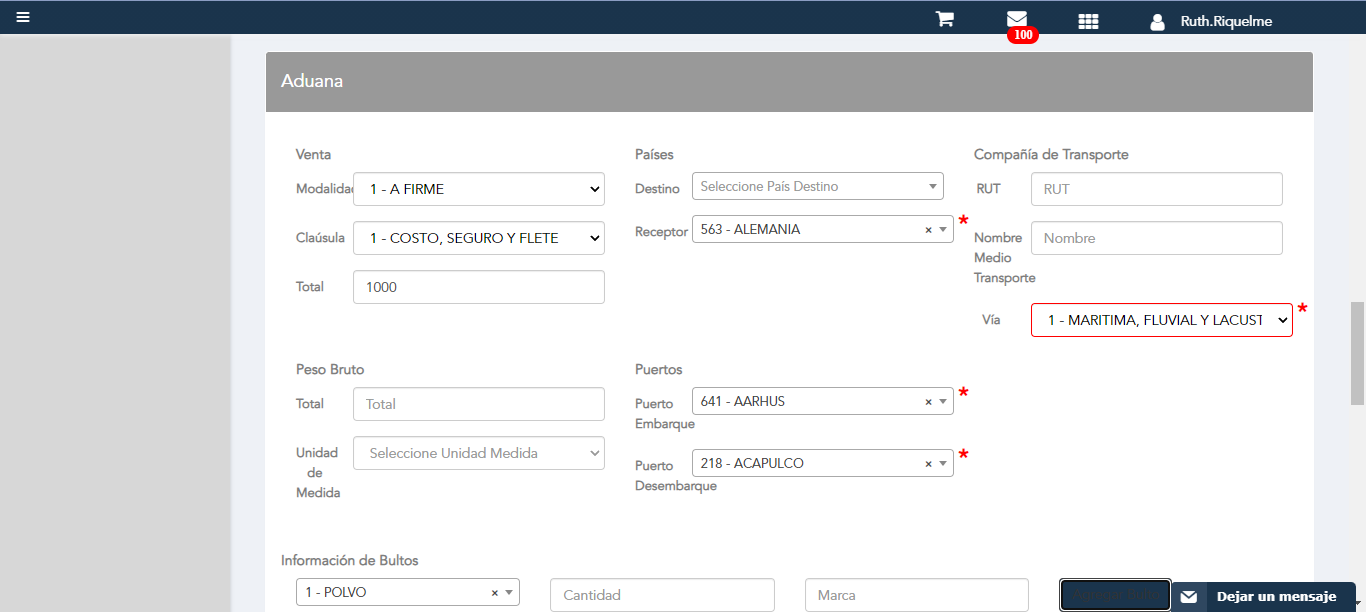 Ruth.Riquelme
100
Aduana
Venta
Modalidad
1 - A FIRME
Claúsula
1 - COSTO, SEGURO Y FLETE
Total
1000
Países
Destino
Seleccione País Destino
Receptor
563 - ALEMANIA
× *
Compañía de Transporte
RUT
RUT
Nombre
Medio
Transporte
Nombre
Vía
1 - MARITIMA, FLUVIAL Y LACUST
*
Peso Bruto
Total
Total
Unidad
de
Medida
Seleccione Unidad Medida
Puertos
Puerto
Embarque
641 - AARHUS
× *
Puerto
Desembarque
218 - ACAPULCO
× *
Información de Bultos
1 - POLVO ×
Cantidad
Marca
Dejar un mensaje